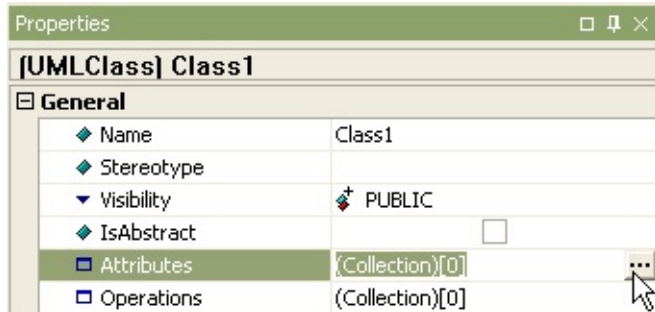 Properties
(UMLClass) Class1
General
Name Class1
Stereotype
Visibility PUBLIC
IsAbstract
Attributes (Collection)[0] ...
Operations (Collection)[0]